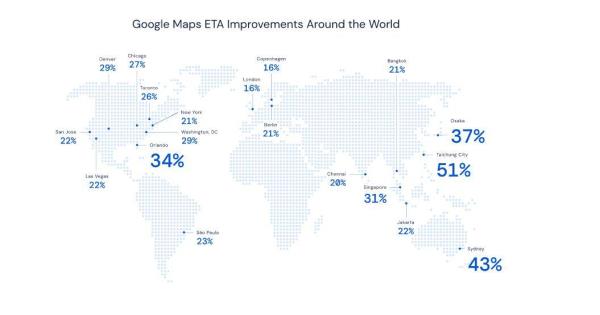 Google Maps ETA Improvements Around the World
Denver
29%
Chicago
27%
Toronto
26%
New York
21%
Washington, DC
29%
San Jose
22%
Orlando
34%
Las Vegas
22%
São Paulo
23%
London
16%
Copenhagen
16%
Berlin
21%
Bangkok
21%
Osaka
37%
Taichung City
51%
Chennai
20%
Singapore
31%
Jakarta
22%
Sydney
43%